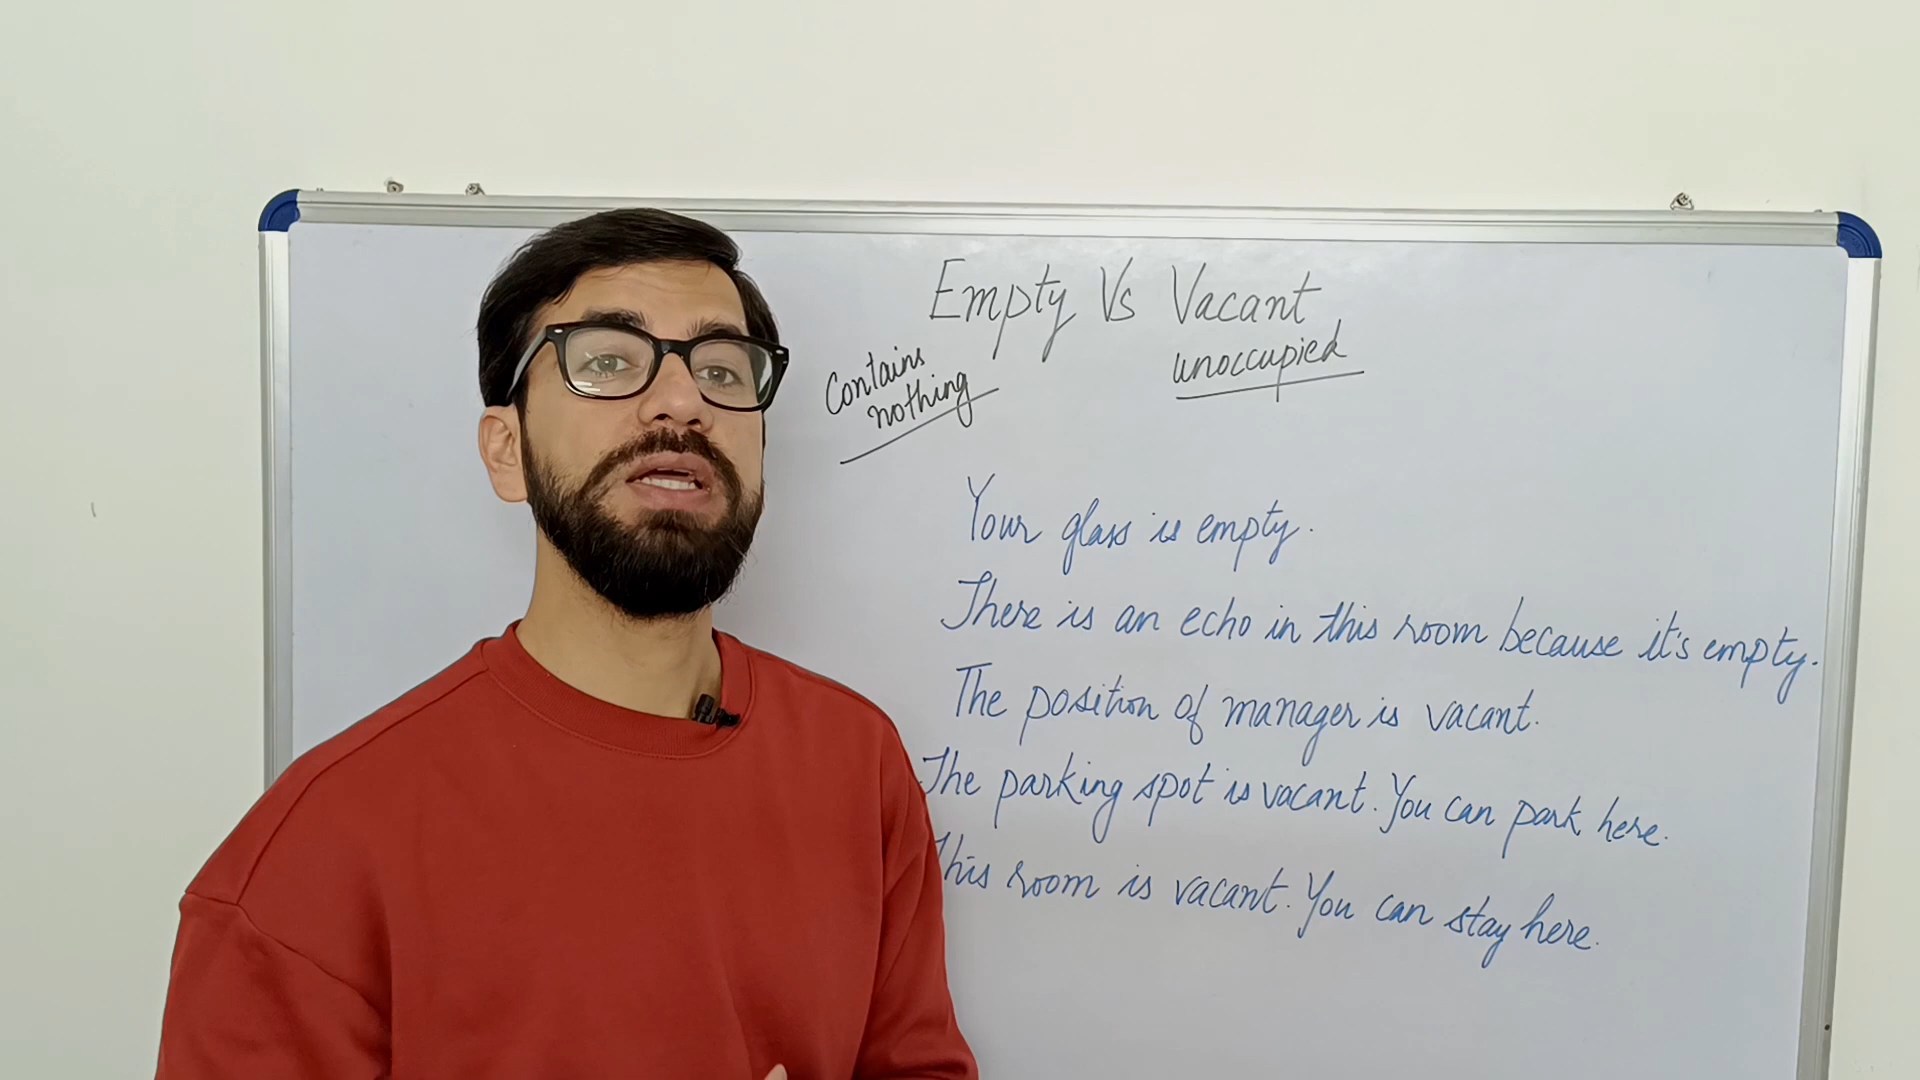 Empty Vs Vacant
Contains
nothing
unoccupied
Your glass is empty.
There is an echo in this room because it's empty.
The position of manager is vacant.
The parking spot is vacant. You can park here.
This room is vacant. You can stay here.